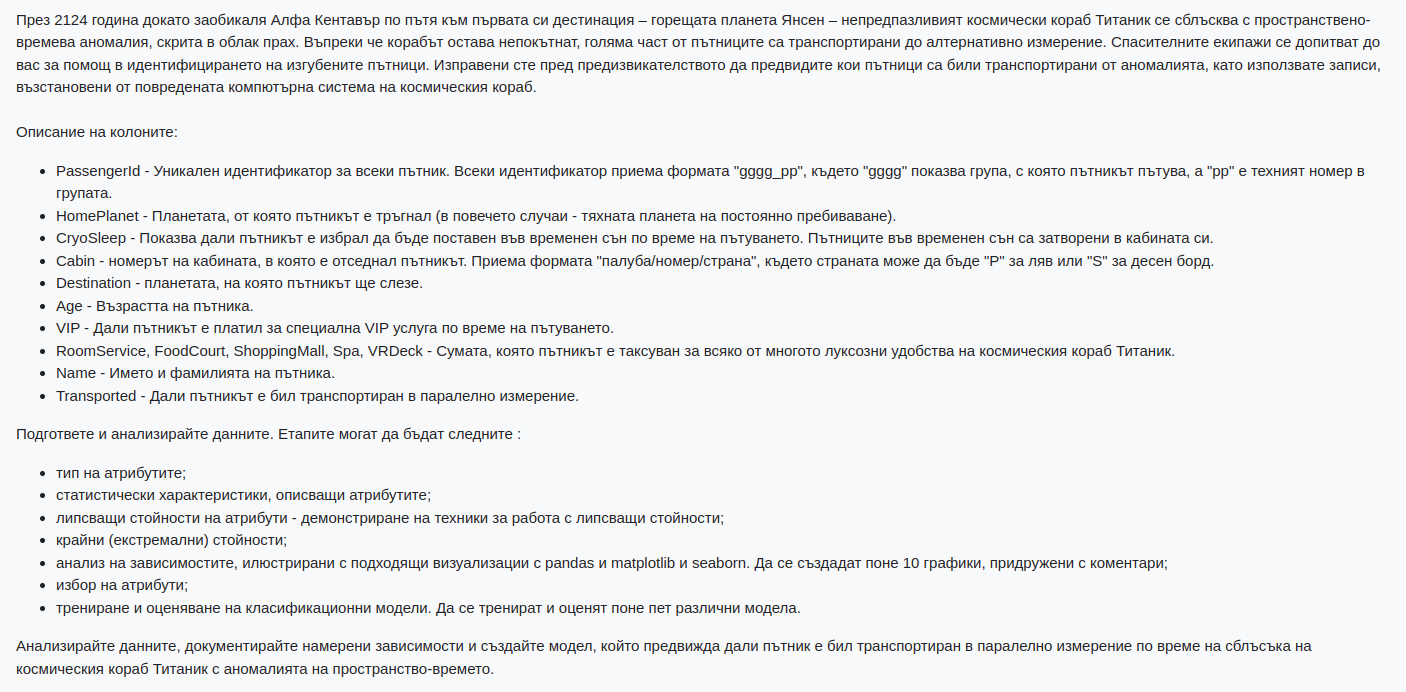 През 2124 година докато заобикаля Алфа Кентавър по пътя към първата си дестинация – горещата планета Янсен – непредпазливият космически кораб Титаник се сблъсква с пространствено-
времева аномалия, скрита в облак прах. Въпреки че корабът остава непокътнат, голяма част от пътниците са транспортирани до алтернативно измерение. Спасителните екипажи се допитват до
вас за помощ в идентифицирането на изгубените пътници. Изправени сте пред предизвикателството да предвидите кои пътници са били транспортирани от аномалията, като използвате записи,
възстановени от повредената компютърна система на космическия кораб.
Описание на колоните:
• PassengerId - Уникален идентификатор за всеки пътник. Всеки идентификатор приема формата "gggg_pp", където "gggg" показва група, с която пътникът пътува, а "pp" е техният номер в
групата.
• HomePlanet - Планетата, от която пътникът е тръгнал (в повечето случаи - тяхната планета на постоянно пребиваване).
• CryoSleep - Показва дали пътникът е избрал да бъде поставен във временен сън по време на пътуването. Пътниците във временен сън са затворени в кабината си.
• Cabin - номерът на кабината, в която е отседнал пътникът. Приема формата "палуба/номер/страна", където страната може да бъде "P" за ляв или "S" за десен борд.
• Destination - планетата, на която пътникът ще слезе.
• Age - Възрастта на пътника.
• VIP - Дали пътникът е платил за специална VIP услуга по време на пътуването.
• RoomService, FoodCourt, ShoppingMall, Spa, VRDeck - Сумата, която пътникът е таксуван за всяко от многото луксозни удобства на космическия кораб Титаник.
• Name - Името и фамилията на пътника.
• Transported - Дали пътникът е бил транспортиран в паралелно измерение.
Подгответе и анализирайте данните. Етапите могат да бъдат следните :
• тип на атрибутите;
• статистически характеристики, описващи атрибутите;
• липсващи стойности на атрибути - демонстриране на техники за работа с липсващи стойности;
• крайни (екстремални) стойности;
• анализ на зависимостите, илюстрирани с подходящи визуализации с pandas и matplotlib и seaborn. Да се създадат поне 10 графики, придружени с коментари;
• избор на атрибути;
• трениране и оценяване на класификационни модели. Да се тренират и оценят поне пет различни модела.
Анализирайте данните, документирайте намерени зависимости и създайте модел, който предвижда дали пътник е бил транспортиран в паралелно измерение по време на сблъсъка на
космическия кораб Титаник с аномалията на пространство-времето.